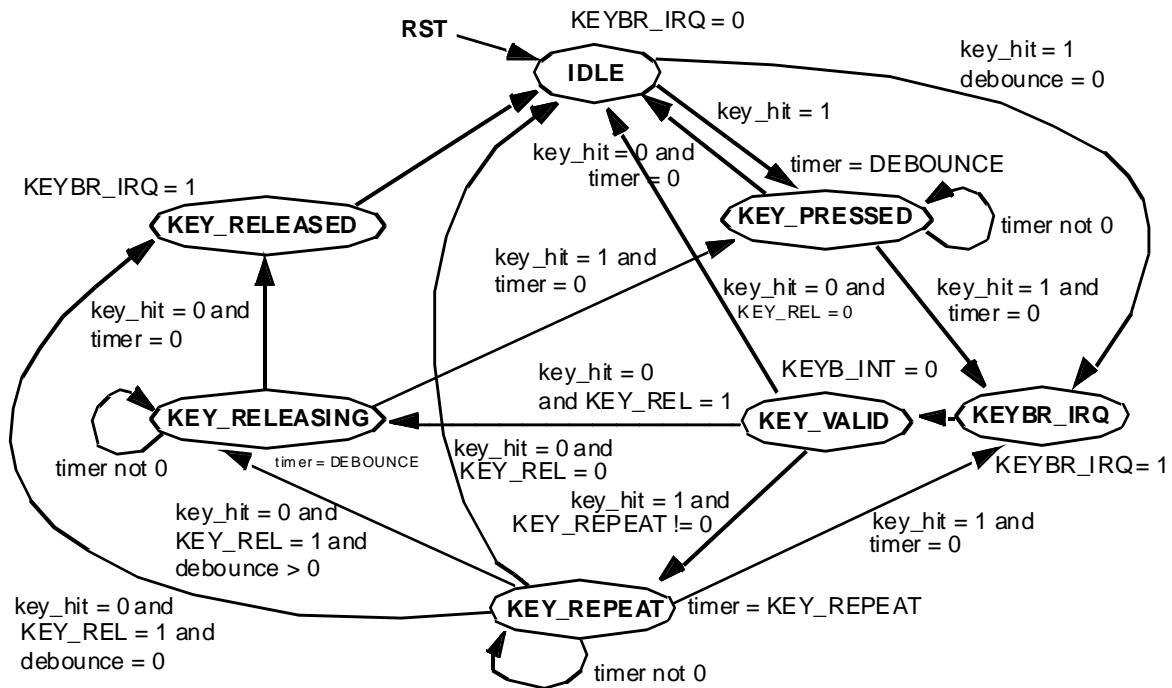 KEYBR_IRQ = 0
RST
IDLE
key_hit = 1
debounce = 0
key_hit = 1
key_hit = 0 and
timer = 0
timer = DEBOUNCE
KEYBR_IRQ = 1
KEY_RELEASED
KEY_PRESSED
timer not 0
key_hit = 1 and
timer = 0
key_hit = 0 and
KEY_REL = 0
key_hit = 1 and
timer = 0
key_hit = 0 and
timer = 0
KEYB_INT = 0
key_hit = 0
and KEY_REL = 1
KEY_RELEASING
KEY_VALID
KEYBR_IRQ
timer not 0
timer = DEBOUNCE
key_hit = 0 and
KEY_REL = 0
KEYBR_IRQ = 1
key_hit = 1 and
KEY_REPEAT != 0
key_hit = 0 and
KEY_REL = 1 and
debounce > 0
key_hit = 1 and
timer = 0
key_hit = 0 and
KEY_REL = 1 and
debounce = 0
KEY_REPEAT
timer = KEY_REPEAT
timer not 0